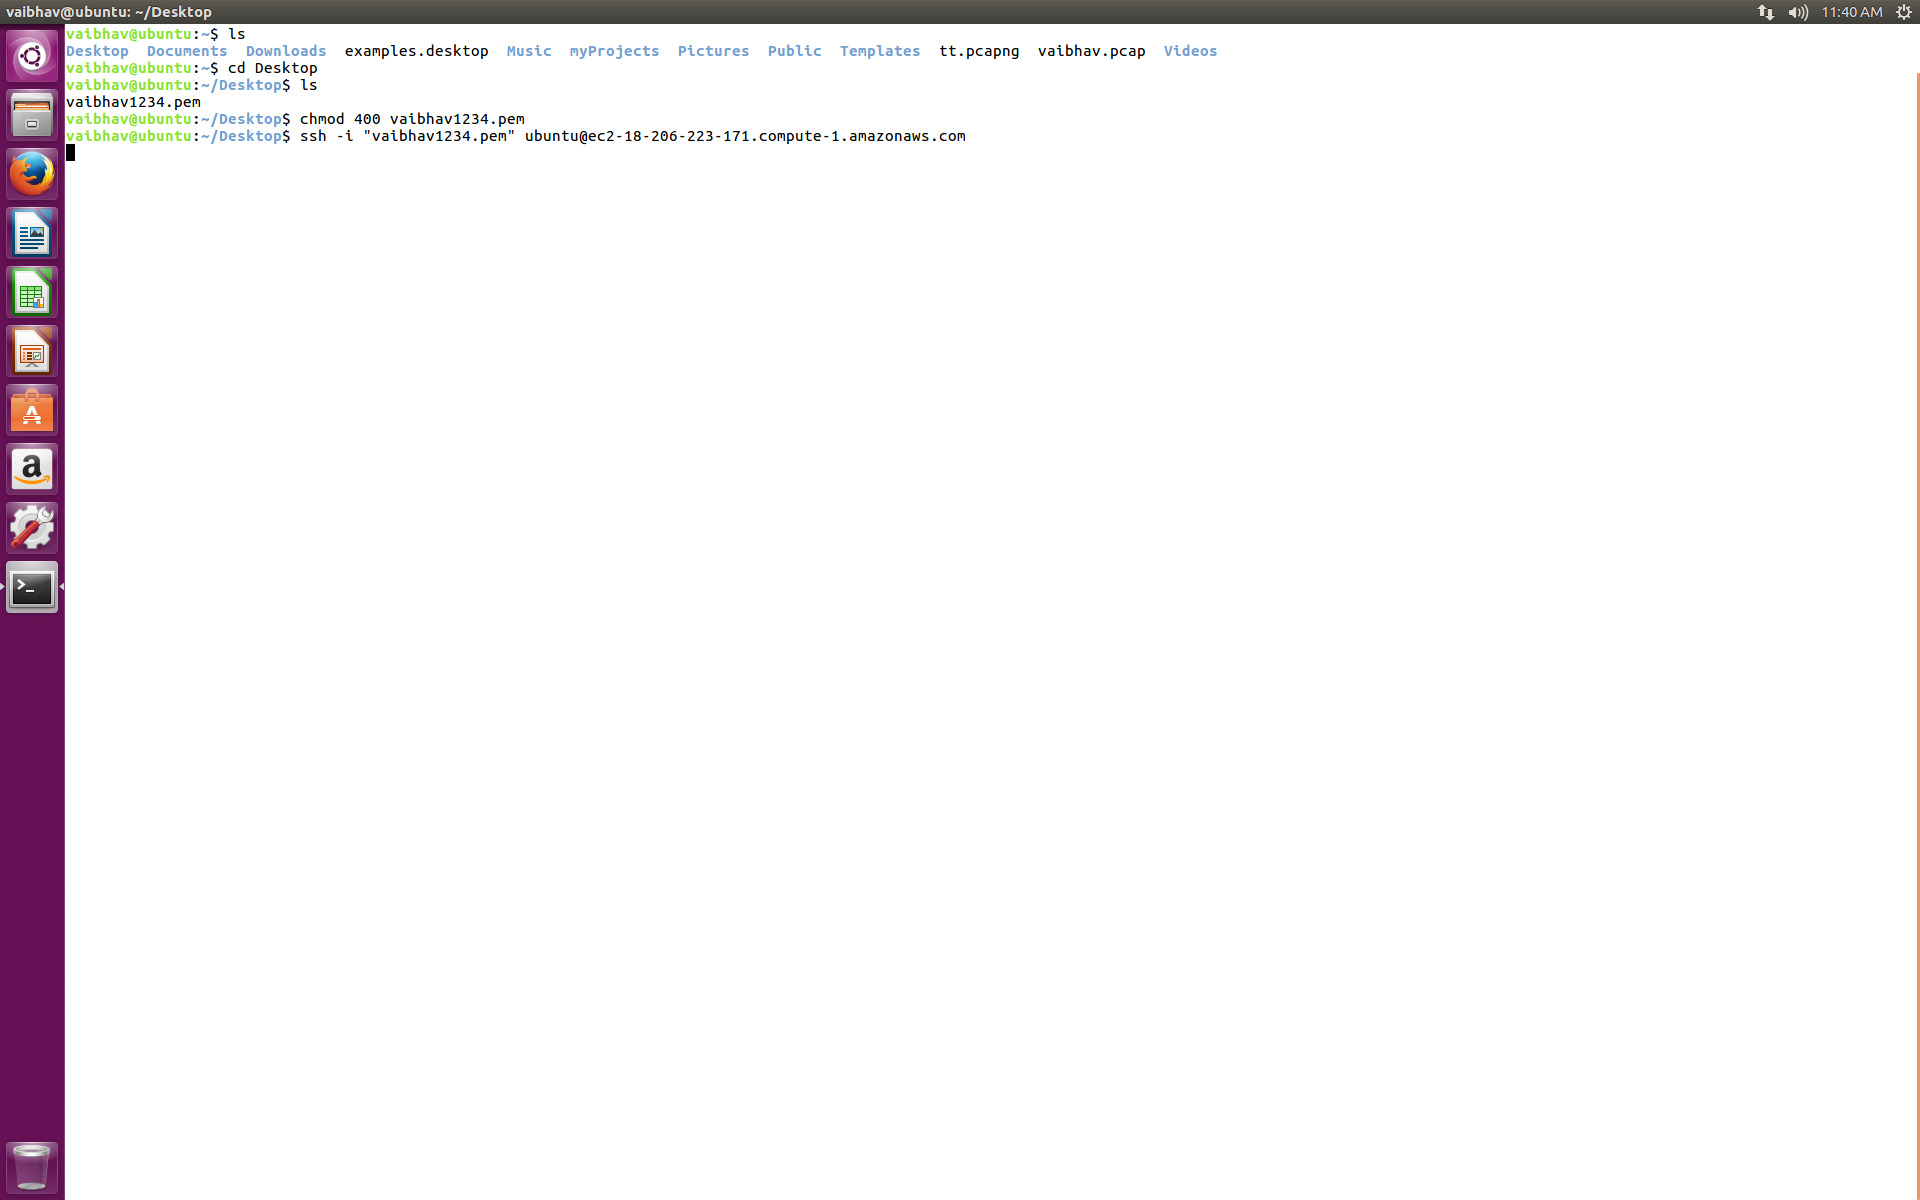 vaibhav@ubuntu: ~/Desktop
11:40 AM
vaibhav@ubuntu:~$ ls
Desktop  Documents  Downloads  examples.desktop  Music  myProjects  Pictures  Public  Templates  tt.pcapng  vaibhav.pcap  Videos
vaibhav@ubuntu:~$ cd Desktop
vaibhav@ubuntu:~/Desktop$ ls
vaibhav1234.pem
vaibhav@ubuntu:~/Desktop$ chmod 400 vaibhav1234.pem
vaibhav@ubuntu:~/Desktop$ ssh -i "vaibhav1234.pem" ubuntu@ec2-18-206-223-171.compute-1.amazonaws.com